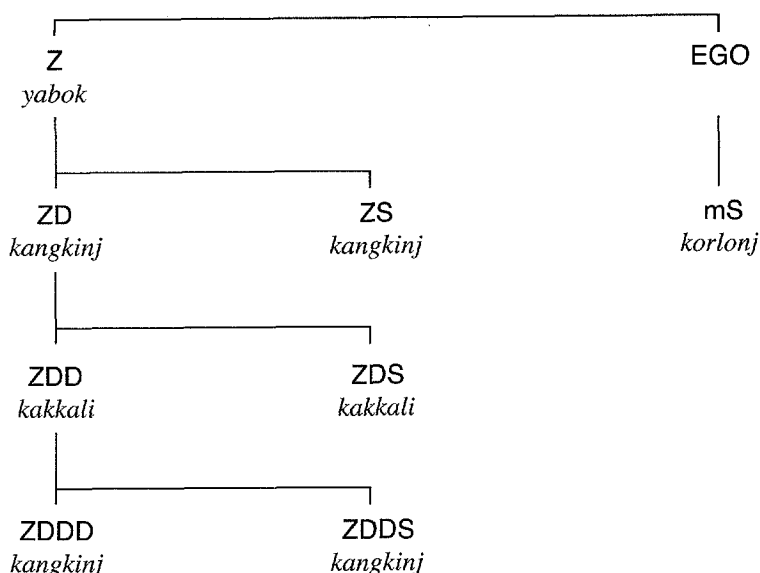 Z EGO
yabok
ZD ZS mS
kangkinj kangkinj korlonj
ZDD ZDS
kakkali kakkali
ZDDD ZDDS
kangkinj kangkinj